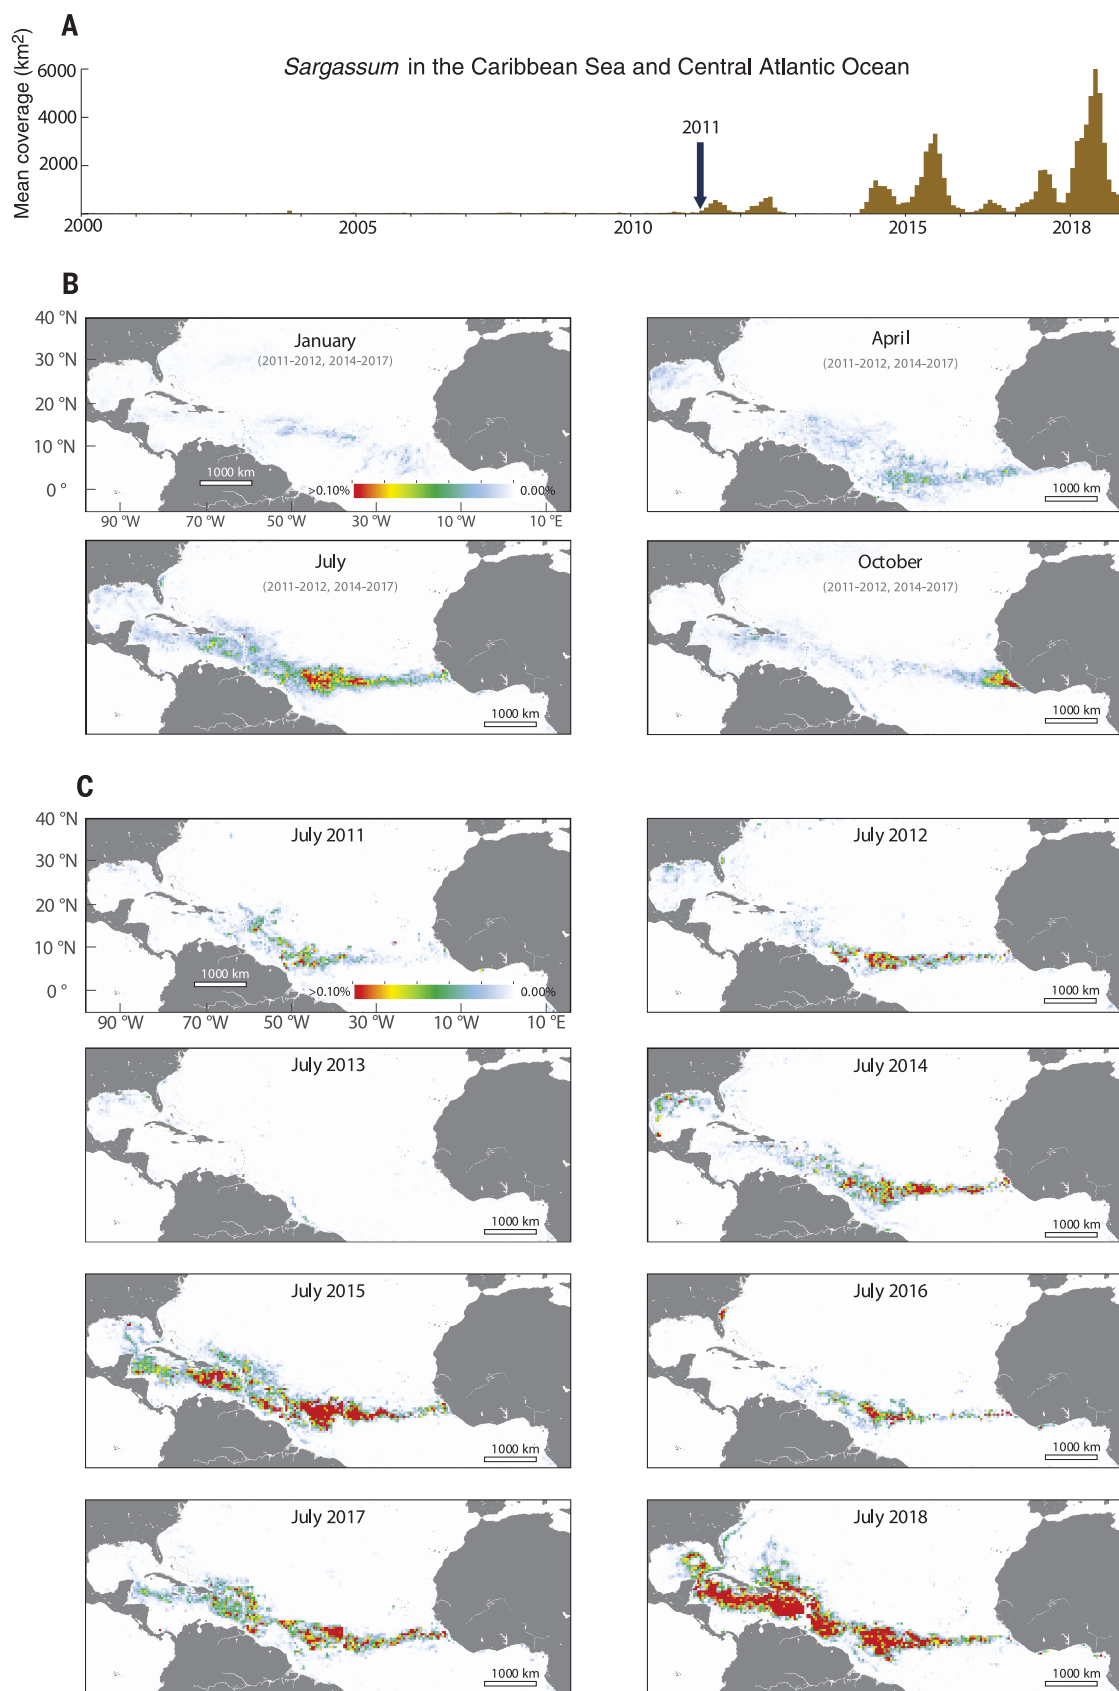 A
Sargassum in the Caribbean Sea and Central Atlantic Ocean
Mean coverage (km²)
6000
4000
2000
2011
2000
2005
2010
2015
2018
B
40 °N
30 °N
20 °N
10 °N
0 °
January
(2011-2012, 2014-2017)
1000 km
>0.10%
0.00%
90 °W
70 °W
50 °W
30 °W
10 °W
10 °E
April
(2011-2012, 2014-2017)
1000 km
July
(2011-2012, 2014-2017)
1000 km
October
(2011-2012, 2014-2017)
1000 km
C
40 °N
30 °N
20 °N
10 °N
0 °
July 2011
1000 km
>0.10%
0.00%
90 °W
70 °W
50 °W
30 °W
10 °W
10 °E
July 2012
1000 km
July 2013
1000 km
July 2014
1000 km
July 2015
1000 km
July 2016
1000 km
July 2017
1000 km
July 2018
1000 km